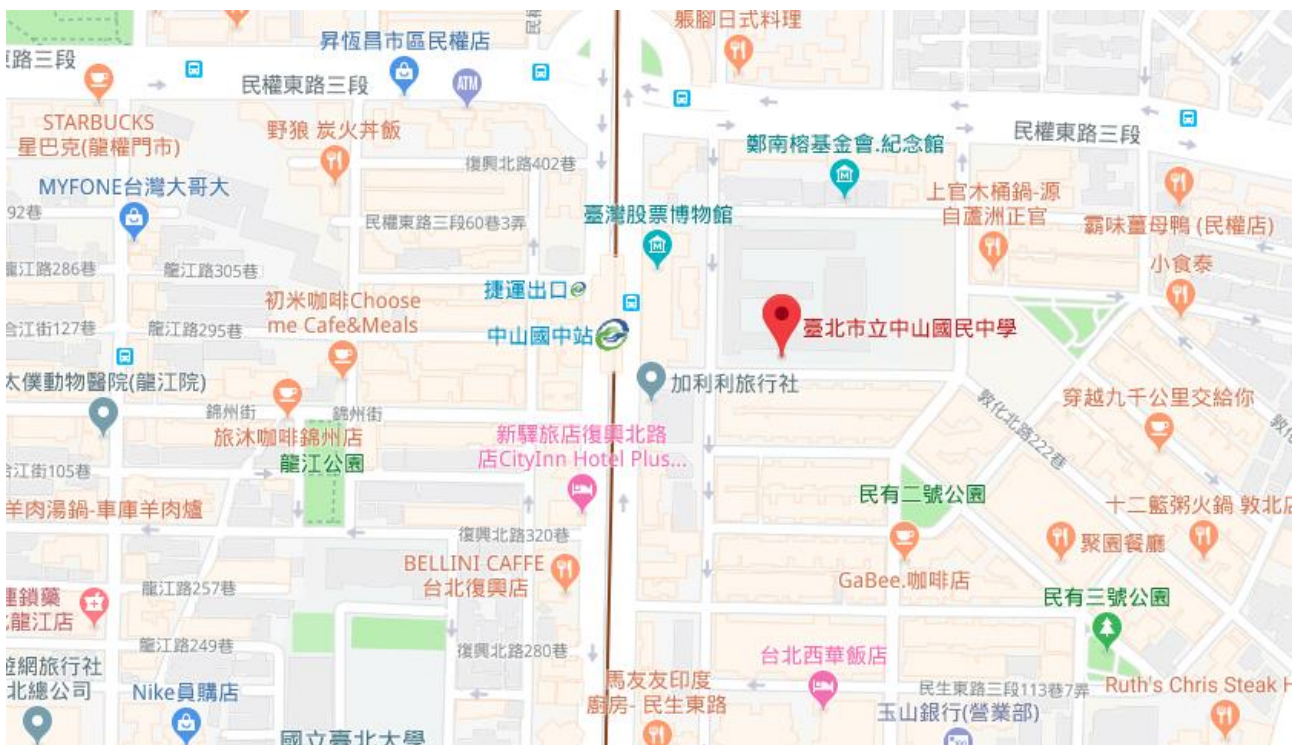 賬腳日式料理
昇恆昌市區民權店
路三段
民權東路三段
ATM
STARBUCKS
星巴克(龍權門市)
野狼 炭火丼飯
民權東路三段
鄭南榕基金會.紀念館
復興北路402巷
MYFONE台灣大哥大
上官木桶鍋-源
自蘆洲正官
92巷
民權東路三段60巷3弄
臺灣股票博物館
霸味薑母鴨 (民權店)
龍江路286巷
龍江路305巷
小食泰
捷運出口
初米咖啡Choose
me Cafe&Meals
合江街127巷
龍江路295巷
中山國中站
臺北市立中山國民中學
太僕動物醫院(龍江院)
加利利旅行社
錦州街
錦州街
敦化北路222巷
穿越九千公里交給你
敦化
旅沐咖啡錦州店
龍江公園
新驛旅店復興北路
店CityInn Hotel Plus...
合江街105巷
民有二號公園
羊肉湯鍋-車庫羊肉爐
十二籃粥火鍋 敦北店
復興北路320巷
聚園餐廳
BELLINI CAFFE
台北復興店
GaBee.咖啡店
龍江路257巷
連鎖藥
龍江店
民有三號公園
龍江路249巷
復興北路280巷
台北西華飯店
遊網旅行社
北總公司
Nike員購店
馬友友印度
廚房- 民生東路
民生東路三段113巷7弄
Ruth's Chris Steak H
玉山銀行(營業部)
國立臺北大學